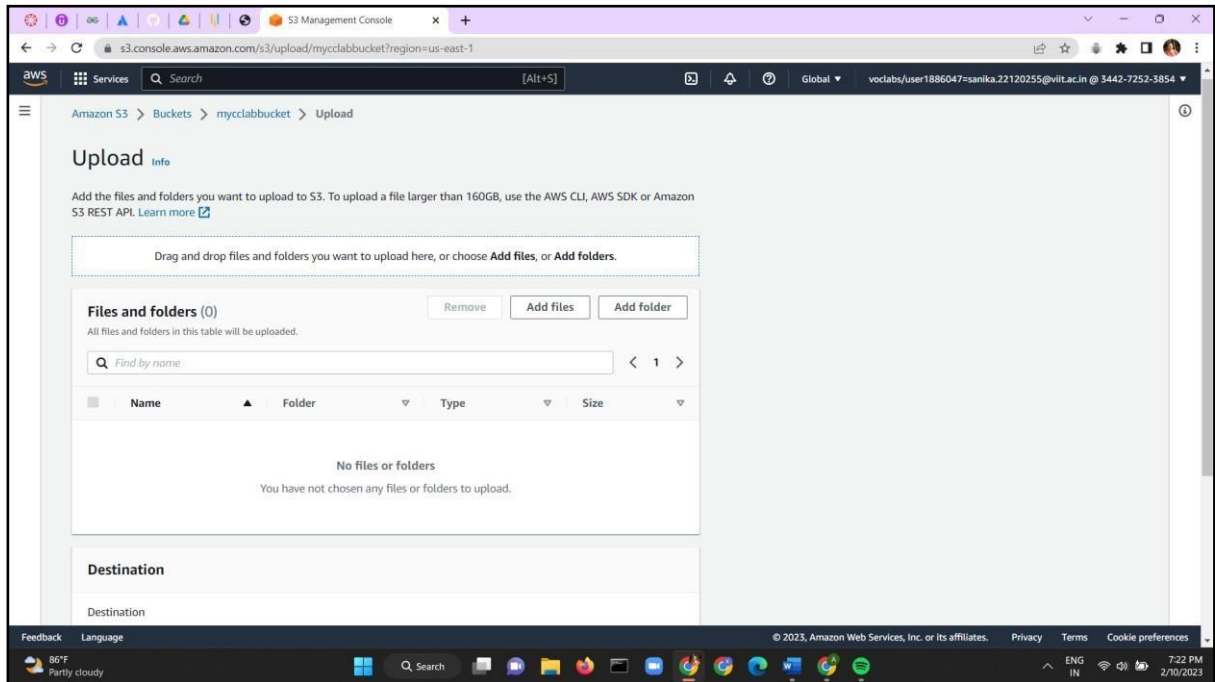 S3 Management Console
s3.console.aws.amazon.com/s3/upload/mycclabbucket?region=us-east-1
aws Services Search [Alt+S] Global voclabs/user1886047=sanika.22120255@viit.ac.in @ 3442-7252-3854
Amazon S3 > Buckets > mycclabbucket > Upload
Upload Info
Add the files and folders you want to upload to S3. To upload a file larger than 160GB, use the AWS CLI, AWS SDK or Amazon
S3 REST API. Learn more
Drag and drop files and folders you want to upload here, or choose Add files, or Add folders.
Files and folders (0) Remove Add files Add folder
All files and folders in this table will be uploaded.
Find by name < 1 >
Name Folder Type Size
No files or folders
You have not chosen any files or folders to upload.
Destination
Destination
Feedback Language © 2023, Amazon Web Services, Inc. or its affiliates. Privacy Terms Cookie preferences
86°F
Partly cloudy
Search
ENG
IN
7:22 PM
2/10/2023